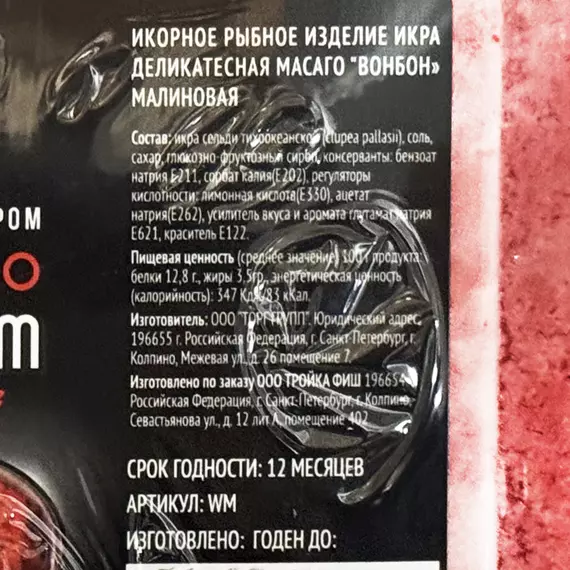 ИКОРНОЕ РЫБНОЕ ИЗДЕЛИЕ ИКРА
ДЕЛИКАТЕСНАЯ МАСАГО "ВОНБОН»
МАЛИНОВАЯ
Состав: икра сельди тихоокеанской (clupea pallasii), соль,
сахар, глюкозно-фруктозный сироп, консерванты: бензоат
натрия Е211, сорбат калия(Е202), регуляторы
кислотности: лимонная кислота(Е330), ацетат
натрия(Е262), усилитель вкуса и аромата глутамат натрия
Е621, краситель Е122.
РОМ
Пищевая ценность (среднее значение) 100 г продукта:
белки 12,8 г., жиры 3,5гр., энергетическая ценность
О
(калорийность): 347 Кдж/83 кКал.
m
Изготовитель: ООО "ТОРГГРУПП". Юридический адрес:
196655 г. Российская Федерация, г. Санкт-Петербург, г.
Колпино, Межевая ул., д. 26 помещение 7.
Изготовлено по заказу ООО ТРОЙКА ФИШ 196654
Российская Федерация, г. Санкт-Петербург, г. Колпино,
Севастьянова ул., д. 12 лит А, помещение 402
СРОК ГОДНОСТИ: 12 МЕСЯЦЕВ
АРТИКУЛ: WM
ИЗГОТОВЛЕНО: ГОДЕН ДО: